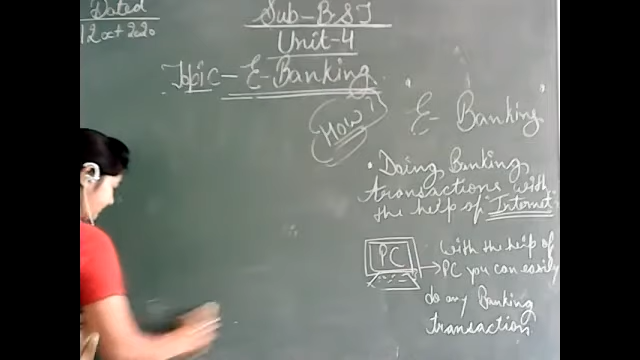 Dated
12 oct 2020
Sub-BST
Unit-4
Topic - E-Banking
How?
"E- Banking"
• Doing Banking
transactions with
the help of "Internet"
PC
With the help of
PC you can easily
do any Banking
transaction